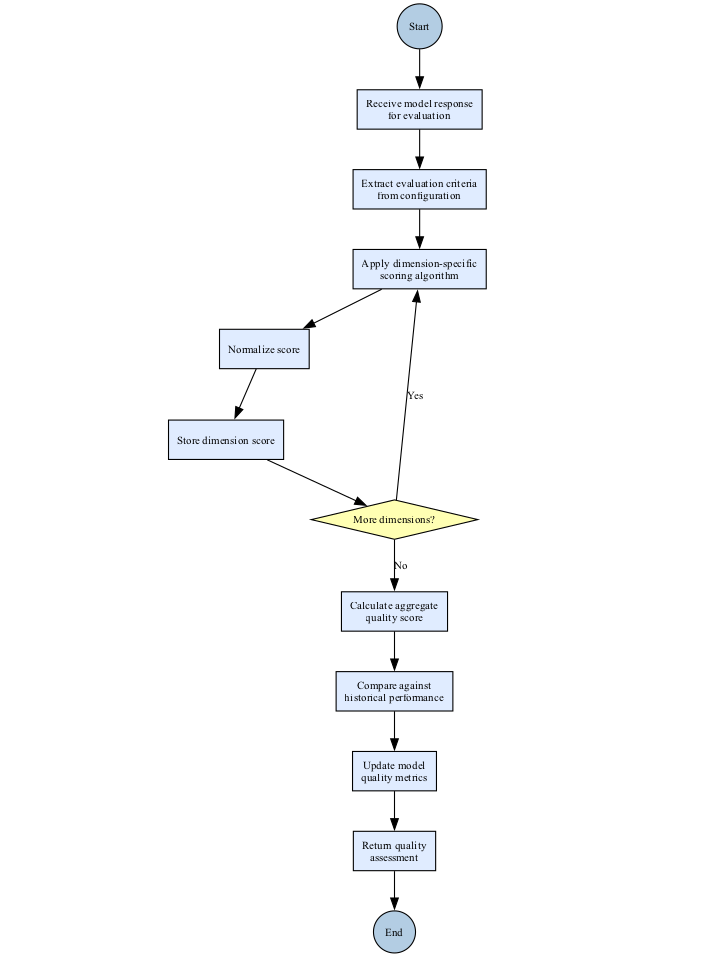 Start
Receive model response
for evaluation
Extract evaluation criteria
from configuration
Apply dimension-specific
scoring algorithm
Normalize score
Yes
Store dimension score
More dimensions?
No
Calculate aggregate
quality score
Compare against
historical performance
Update model
quality metrics
Return quality
assessment
End